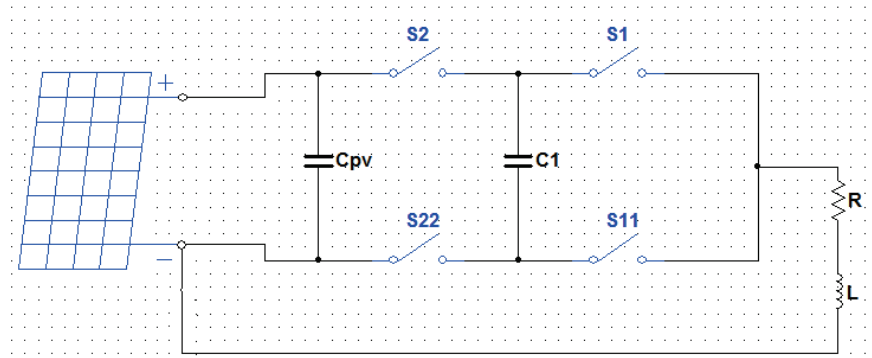 S2
S1
+
Cpv
C1
S22
S11
R
−
L